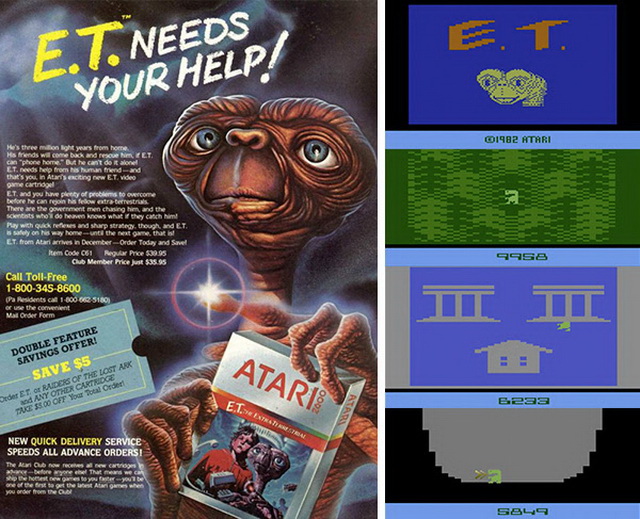 E.T.™ NEEDS
YOUR HELP!
He's three million light years from home.
His friends will come back and rescue him, if E.T.
can "phone home." But he can't do it alone!
E.T. needs help from his human friend—and
that's you, in Atari's exciting new E.T. video
game cartridge!
E.T. and you have plenty of problems to overcome
before he can rejoin his fellow extra-terrestrials.
There are the government men chasing him, and the
scientists who'll do heaven knows what if they catch him!
Play with quick reflexes and sharp strategy, though, and E.T.
is safely on his way home—until the next game, that is!
E.T. from Atari arrives in December—Order Today and Save!
Item Code C61 Regular Price $39.95
Club Member Price just $35.95
Call Toll-Free
1-800-345-8600
(Pa Residents call 1-800-662-5180)
or use the convenient
Mail Order Form
DOUBLE FEATURE
SAVINGS OFFER!
SAVE $5
Order E.T. or RAIDERS OF THE LOST ARK
and ANY OTHER CARTRIDGE
TAKE $5.00 OFF Your Total Order!
NEW QUICK DELIVERY SERVICE
SPEEDS ALL ADVANCE ORDERS!
The Atari Club now receives all new cartridges in
advance—before anyone else! That means we can
ship the hottest new games to you faster—you'll be
one of the first to get the latest Atari games when
you order from the Club!
ATARI 2600
ATARI
E.T. THE EXTRA-TERRESTRIAL
E.T.
©1982 ATARI
9958
8233
5849